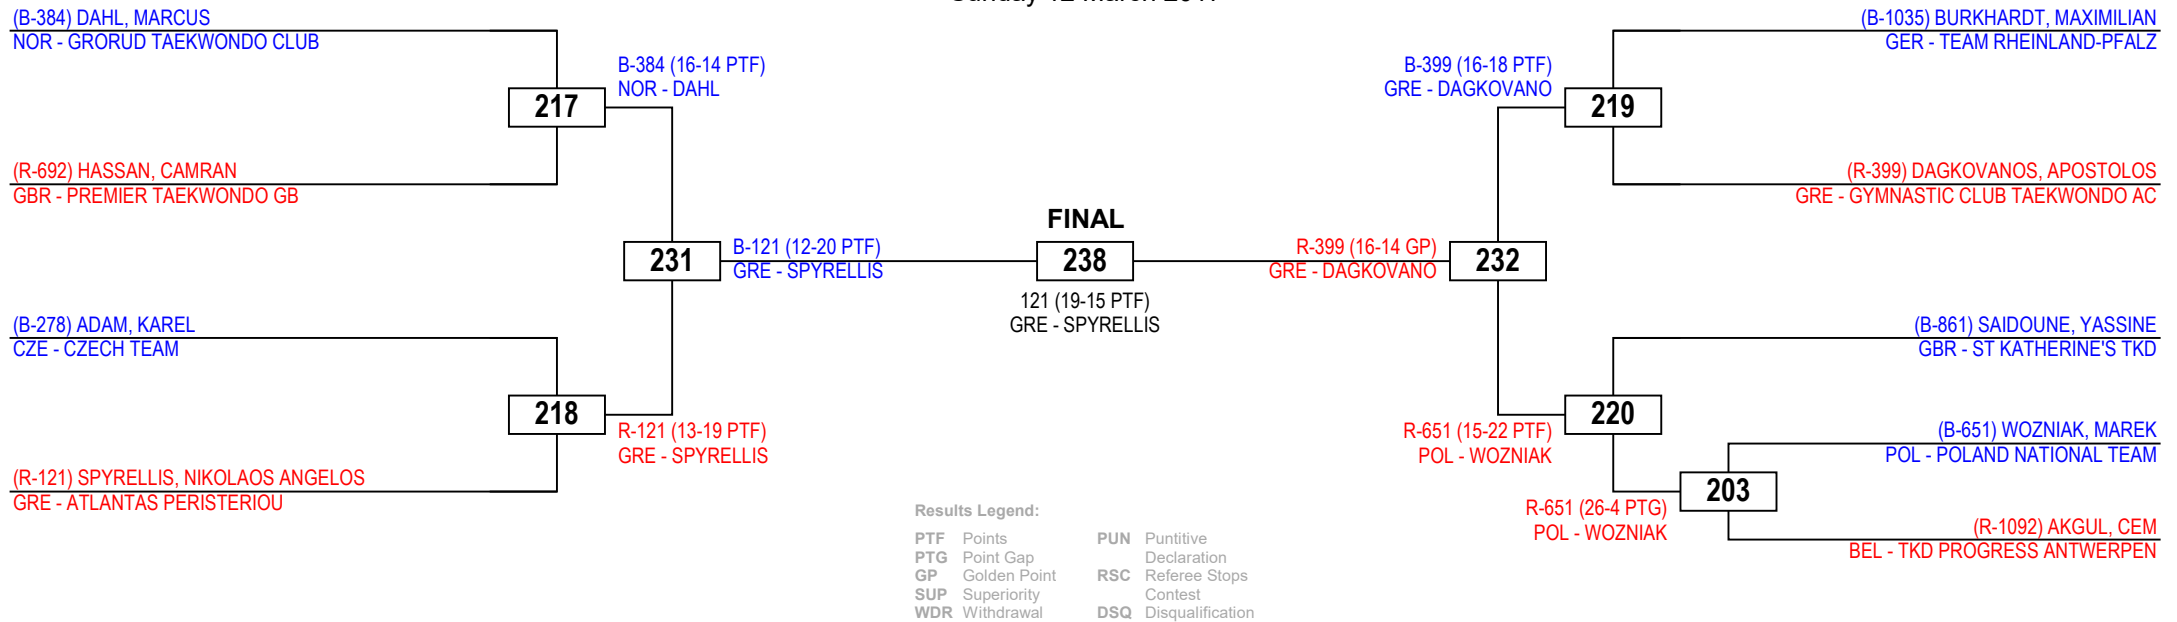 (B-384) DAHL, MARCUS
NOR - GRORUD TAEKWONDO CLUB
(R-692) HASSAN, CAMRAN
GBR - PREMIER TAEKWONDO GB
(B-278) ADAM, KAREL
CZE - CZECH TEAM
(R-121) SPYRELLIS, NIKOLAOS ANGELOS
GRE - ATLANTAS PERISTERIOU
217
218
B-384 (16-14 PTF)
NOR - DAHL
R-121 (13-19 PTF)
GRE - SPYRELLIS
231
B-121 (12-20 PTF)
GRE - SPYRELLIS
FINAL
238
121 (19-15 PTF)
GRE - SPYRELLIS
R-399 (16-14 GP)
GRE - DAGKOVANO
232
B-399 (16-18 PTF)
GRE - DAGKOVANO
R-651 (15-22 PTF)
POL - WOZNIAK
219
220
R-651 (26-4 PTG)
POL - WOZNIAK
203
(B-1035) BURKHARDT, MAXIMILIAN
GER - TEAM RHEINLAND-PFALZ
(R-399) DAGKOVANOS, APOSTOLOS
GRE - GYMNASTIC CLUB TAEKWONDO AC
(B-861) SAIDOUNE, YASSINE
GBR - ST KATHERINE'S TKD
(B-651) WOZNIAK, MAREK
POL - POLAND NATIONAL TEAM
(R-1092) AKGUL, CEM
BEL - TKD PROGRESS ANTWERPEN
Results Legend:
PTF Points
PTG Point Gap
GP Golden Point
SUP Superiority
WDR Withdrawal
PUN Puntitive
Declaration
RSC Referee Stops
Contest
DSQ Disqualification